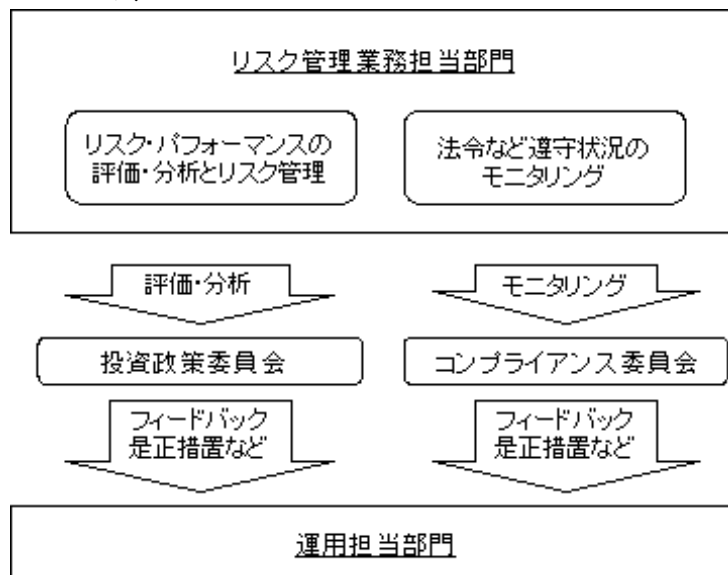 リスク管理業務担当部門
リスク・パフォーマンスの
評価・分析とリスク管理
法令など遵守状況の
モニタリング
評価・分析
モニタリング
投資政策委員会
コンプライアンス委員会
フィードバック
是正措置など
フィードバック
是正措置など
運用担当部門